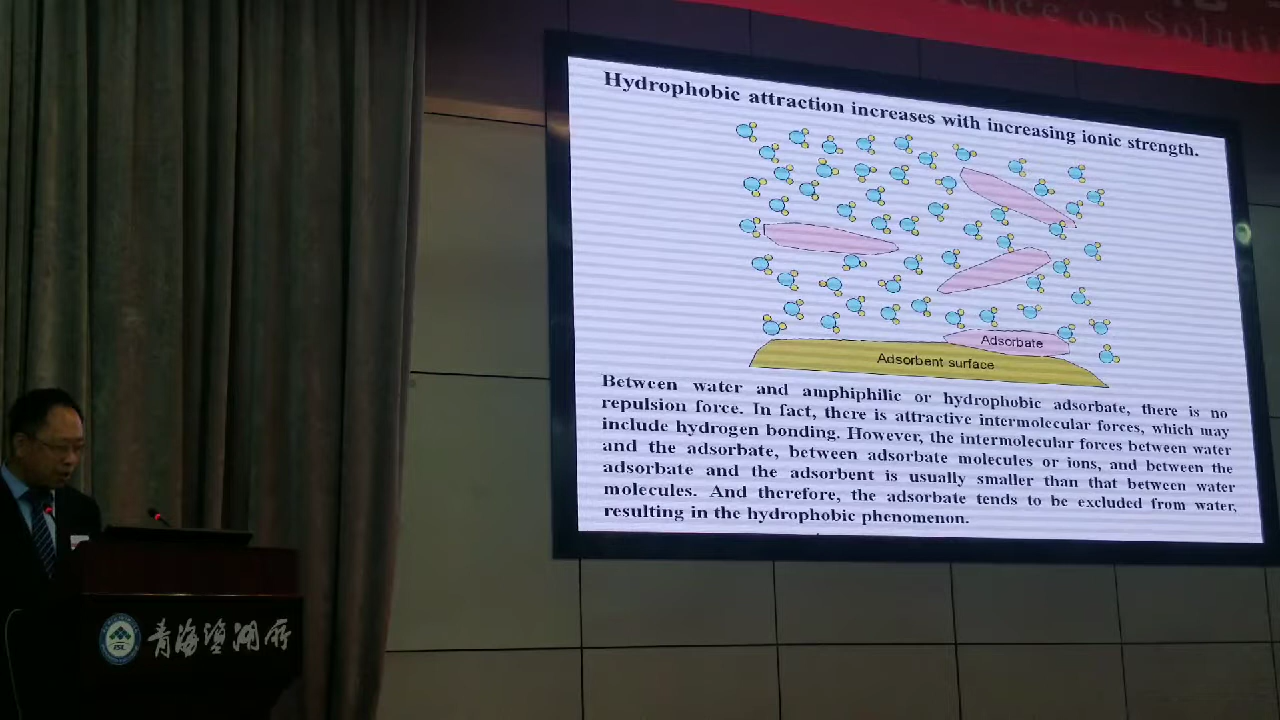 ence on Soluti
Hydrophobic attraction increases with increasing ionic strength.
Adsorbate
Adsorbent surface
Between water and amphiphilic or hydrophobic adsorbate, there is no
repulsion force. In fact, there is attractive intermolecular forces, which may
include hydrogen bonding. However, the intermolecular forces between water
and the adsorbate, between adsorbate molecules or ions, and between the
adsorbate and the adsorbent is usually smaller than that between water
molecules. And therefore, the adsorbate tends to be excluded from water,
resulting in the hydrophobic phenomenon.
青海盐湖所
ISL